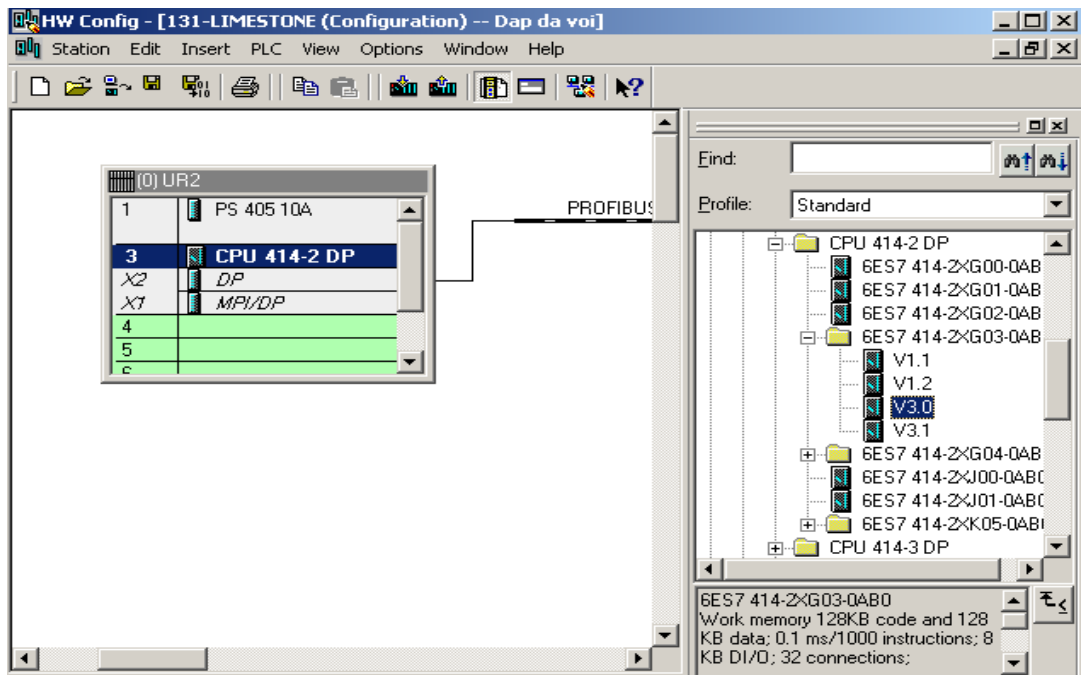 HW Config - [131-LIMESTONE (Configuration) -- Dap da voi]
Station Edit Insert PLC View Options Window Help
Find:
Profile: Standard
(0) UR2
1 PS 405 10A
3 CPU 414-2 DP
X2 DP
X1 MPI/DP
4
5
PROFIBUS
CPU 414-2 DP
6ES7 414-2XG00-0AB
6ES7 414-2XG01-0AB
6ES7 414-2XG02-0AB
6ES7 414-2XG03-0AB
V1.1
V1.2
V3.0
V3.1
6ES7 414-2XG04-0AB
6ES7 414-2XJ00-0AB0
6ES7 414-2XJ01-0AB0
6ES7 414-2XK05-0AB0
CPU 414-3 DP
6ES7 414-2XG03-0AB0
Work memory 128KB code and 128
KB data; 0.1 ms/1000 instructions; 8
KB DI/O; 32 connections;